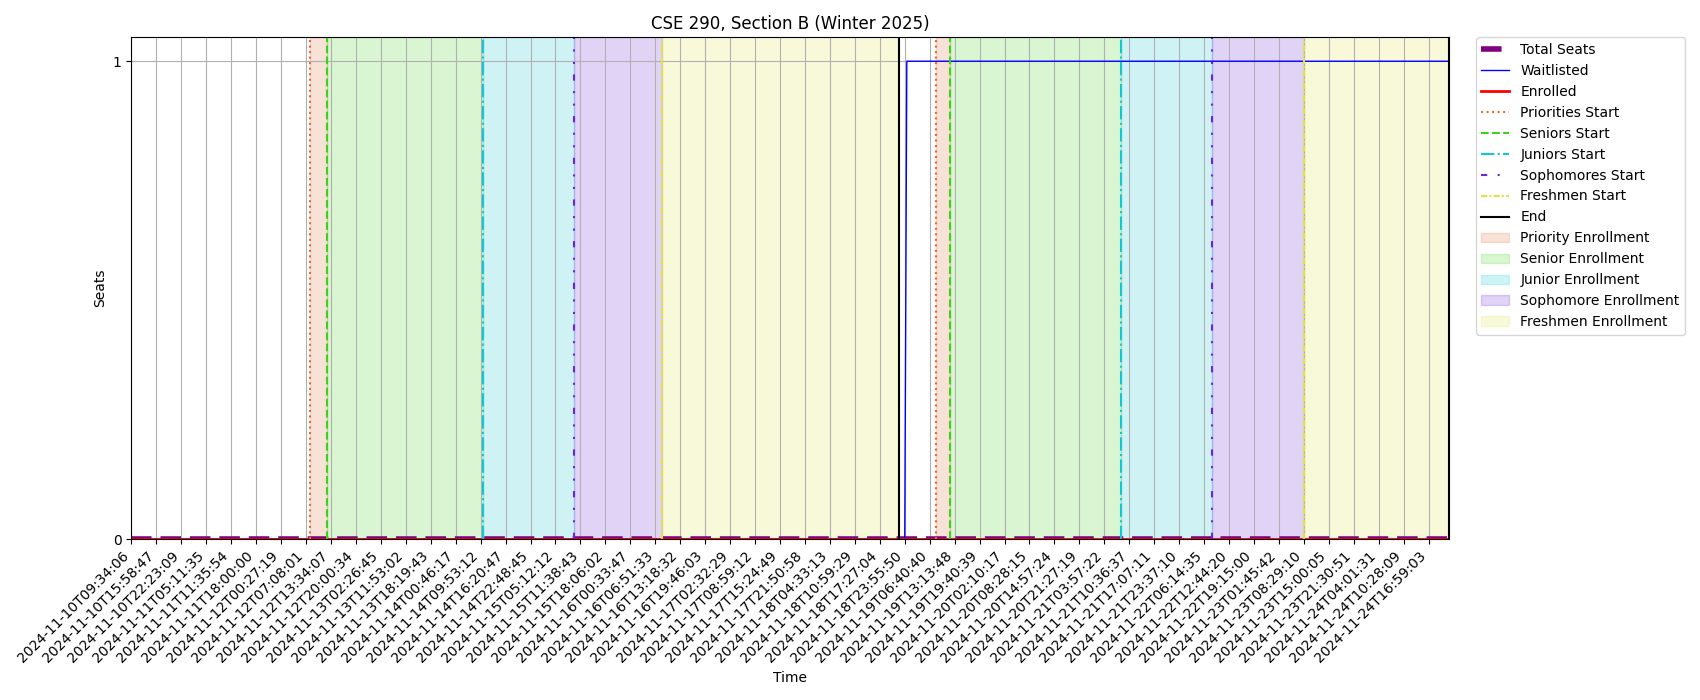 CSE 290, Section B (Winter 2025)
Seats
1
0
2024-11-10T09:34:06
2024-11-10T15:58:47
2024-11-10T22:23:09
2024-11-11T05:11:35
2024-11-11T11:35:54
2024-11-11T18:00:00
2024-11-12T00:27:19
2024-11-12T07:08:01
2024-11-12T13:34:07
2024-11-12T20:00:34
2024-11-13T02:26:45
2024-11-13T11:53:02
2024-11-13T18:19:43
2024-11-14T00:46:17
2024-11-14T09:53:12
2024-11-14T16:20:47
2024-11-14T22:48:45
2024-11-15T05:12:12
2024-11-15T11:38:43
2024-11-15T18:06:02
2024-11-16T00:33:47
2024-11-16T06:51:33
2024-11-16T13:18:32
2024-11-16T19:46:03
2024-11-17T02:32:29
2024-11-17T08:59:12
2024-11-17T15:24:49
2024-11-17T21:50:58
2024-11-18T04:33:13
2024-11-18T10:59:29
2024-11-18T17:27:04
2024-11-18T23:55:50
2024-11-19T06:40:40
2024-11-19T13:13:48
2024-11-19T19:40:39
2024-11-20T02:10:17
2024-11-20T08:28:15
2024-11-20T14:57:24
2024-11-20T21:27:19
2024-11-21T03:57:22
2024-11-21T10:36:37
2024-11-21T17:07:11
2024-11-21T23:37:10
2024-11-22T06:14:35
2024-11-22T12:44:20
2024-11-22T19:15:00
2024-11-23T01:45:42
2024-11-23T08:29:10
2024-11-23T15:00:05
2024-11-23T21:30:51
2024-11-24T04:01:31
2024-11-24T10:28:09
2024-11-24T16:59:03
Time
Total Seats
Waitlisted
Enrolled
Priorities Start
Seniors Start
Juniors Start
Sophomores Start
Freshmen Start
End
Priority Enrollment
Senior Enrollment
Junior Enrollment
Sophomore Enrollment
Freshmen Enrollment